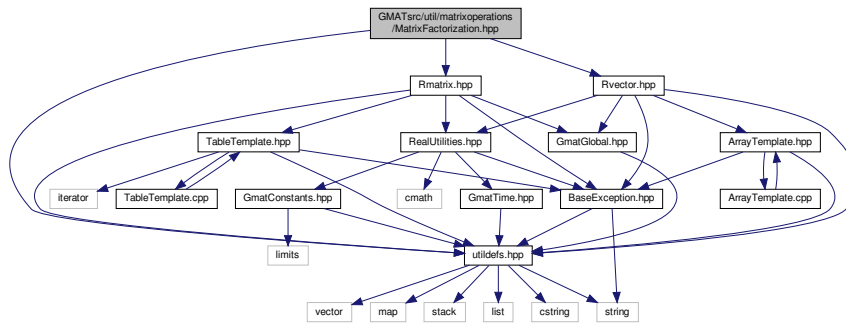 GMATsrc/util/matrixoperations
/MatrixFactorization.hpp
Rmatrix.hpp
Rvector.hpp
TableTemplate.hpp
RealUtilities.hpp
GmatGlobal.hpp
ArrayTemplate.hpp
iterator
TableTemplate.cpp
GmatConstants.hpp
cmath
GmatTime.hpp
BaseException.hpp
ArrayTemplate.cpp
limits
utildefs.hpp
vector
map
stack
list
cstring
string